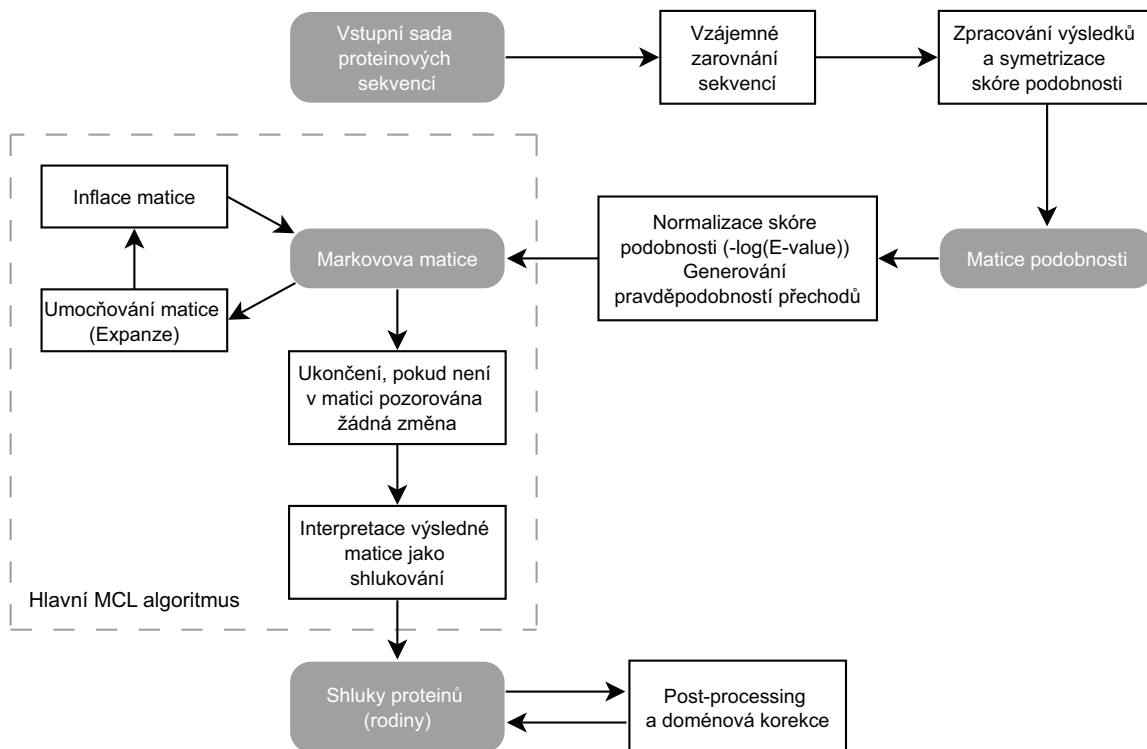 Vstupní sada
proteinových
sekvencí
Vzájemné
zarovnání
sekvencí
Zpracování výsledků
a symetrizace
skóre podobnosti
Inflace matice
Markovova matice
Umocňování matice
(Expanze)
Normalizace skóre
podobnosti (-log(E-value))
Generování
pravděpodobností přechodů
Matice podobnosti
Ukončení, pokud není
v matici pozorována
žádná změna
Interpretace výsledné
matice jako
shlukování
Hlavní MCL algoritmus
Shluky proteinů
(rodiny)
Post-processing
a doménová korekce